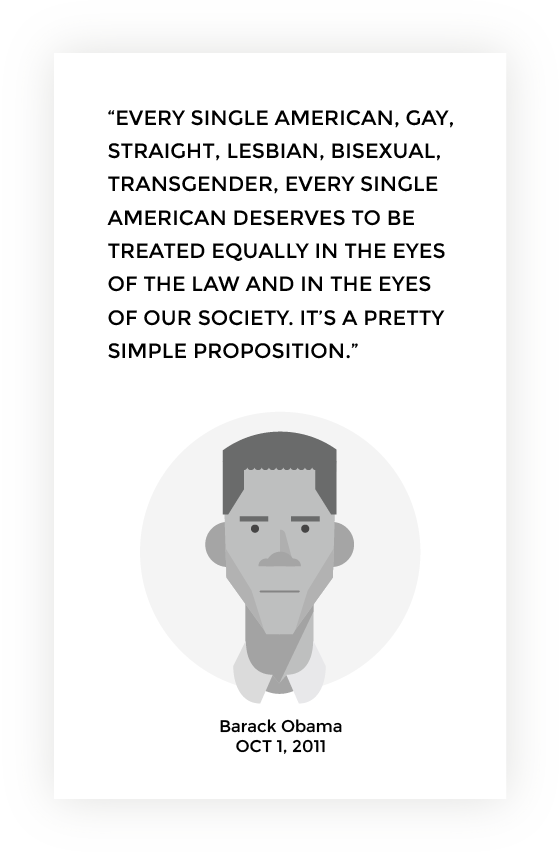 “EVERY SINGLE AMERICAN, GAY,
STRAIGHT, LESBIAN, BISEXUAL,
TRANSGENDER, EVERY SINGLE
AMERICAN DESERVES TO BE
TREATED EQUALLY IN THE EYES
OF THE LAW AND IN THE EYES
OF OUR SOCIETY. IT’S A PRETTY
SIMPLE PROPOSITION.”
Barack Obama
OCT 1, 2011